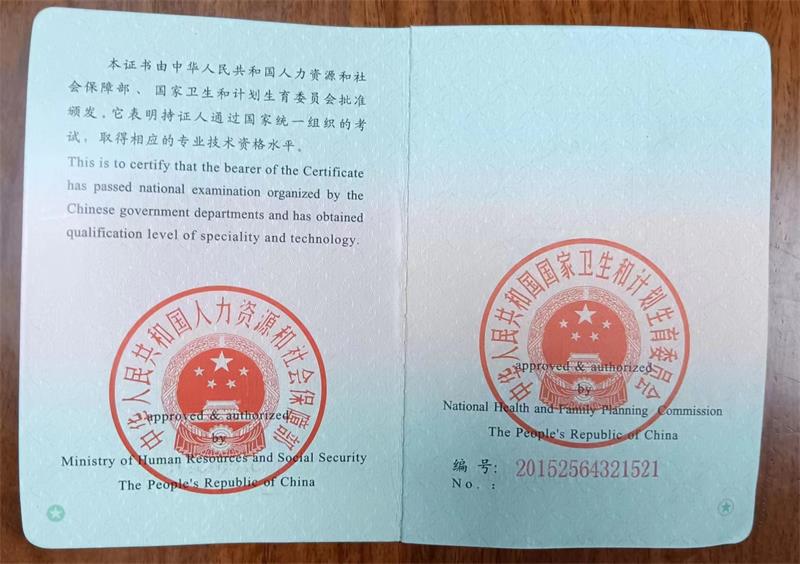 本证书由中华人民共和国人力资源和社
会保障部、国家卫生和计划生育委员会批准
颁发。它表明持证人通过国家统一组织的考
试,取得相应的专业技术资格水平。
This is to certify that the bearer of the Certificate
has passed national examination organized by the
Chinese government departments and has obtained
qualification level of speciality and technology.
中华人民共和国人力资源和社会保障部
approved & authorized
by
Ministry of Human Resources and Social Security
The People's Republic of China
中华人民共和国国家卫生和计划生育委员会
approved & authorized
by
National Health and Family Planning Commission
The People's Republic of China
编号: 20152564321521
No. :